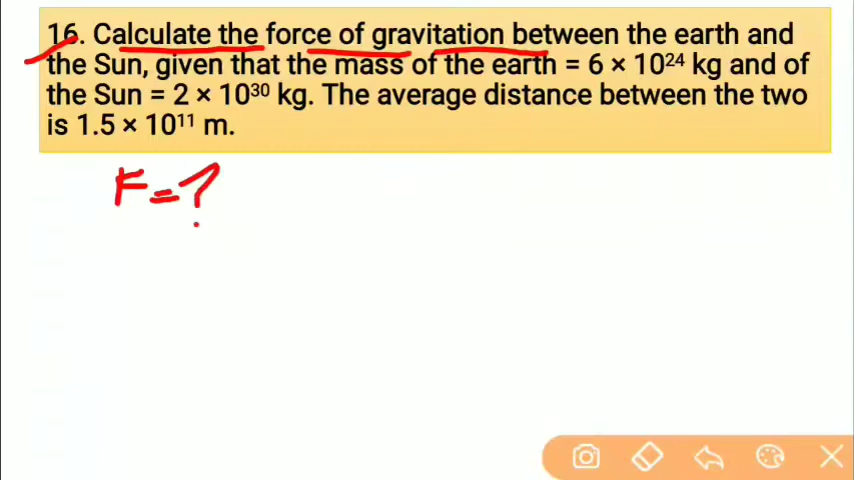 16. Calculate the force of gravitation between the earth and
the Sun, given that the mass of the earth = 6 × 10²⁴ kg and of
the Sun = 2 × 10³⁰ kg. The average distance between the two
is 1.5 × 10¹¹ m.
F=?